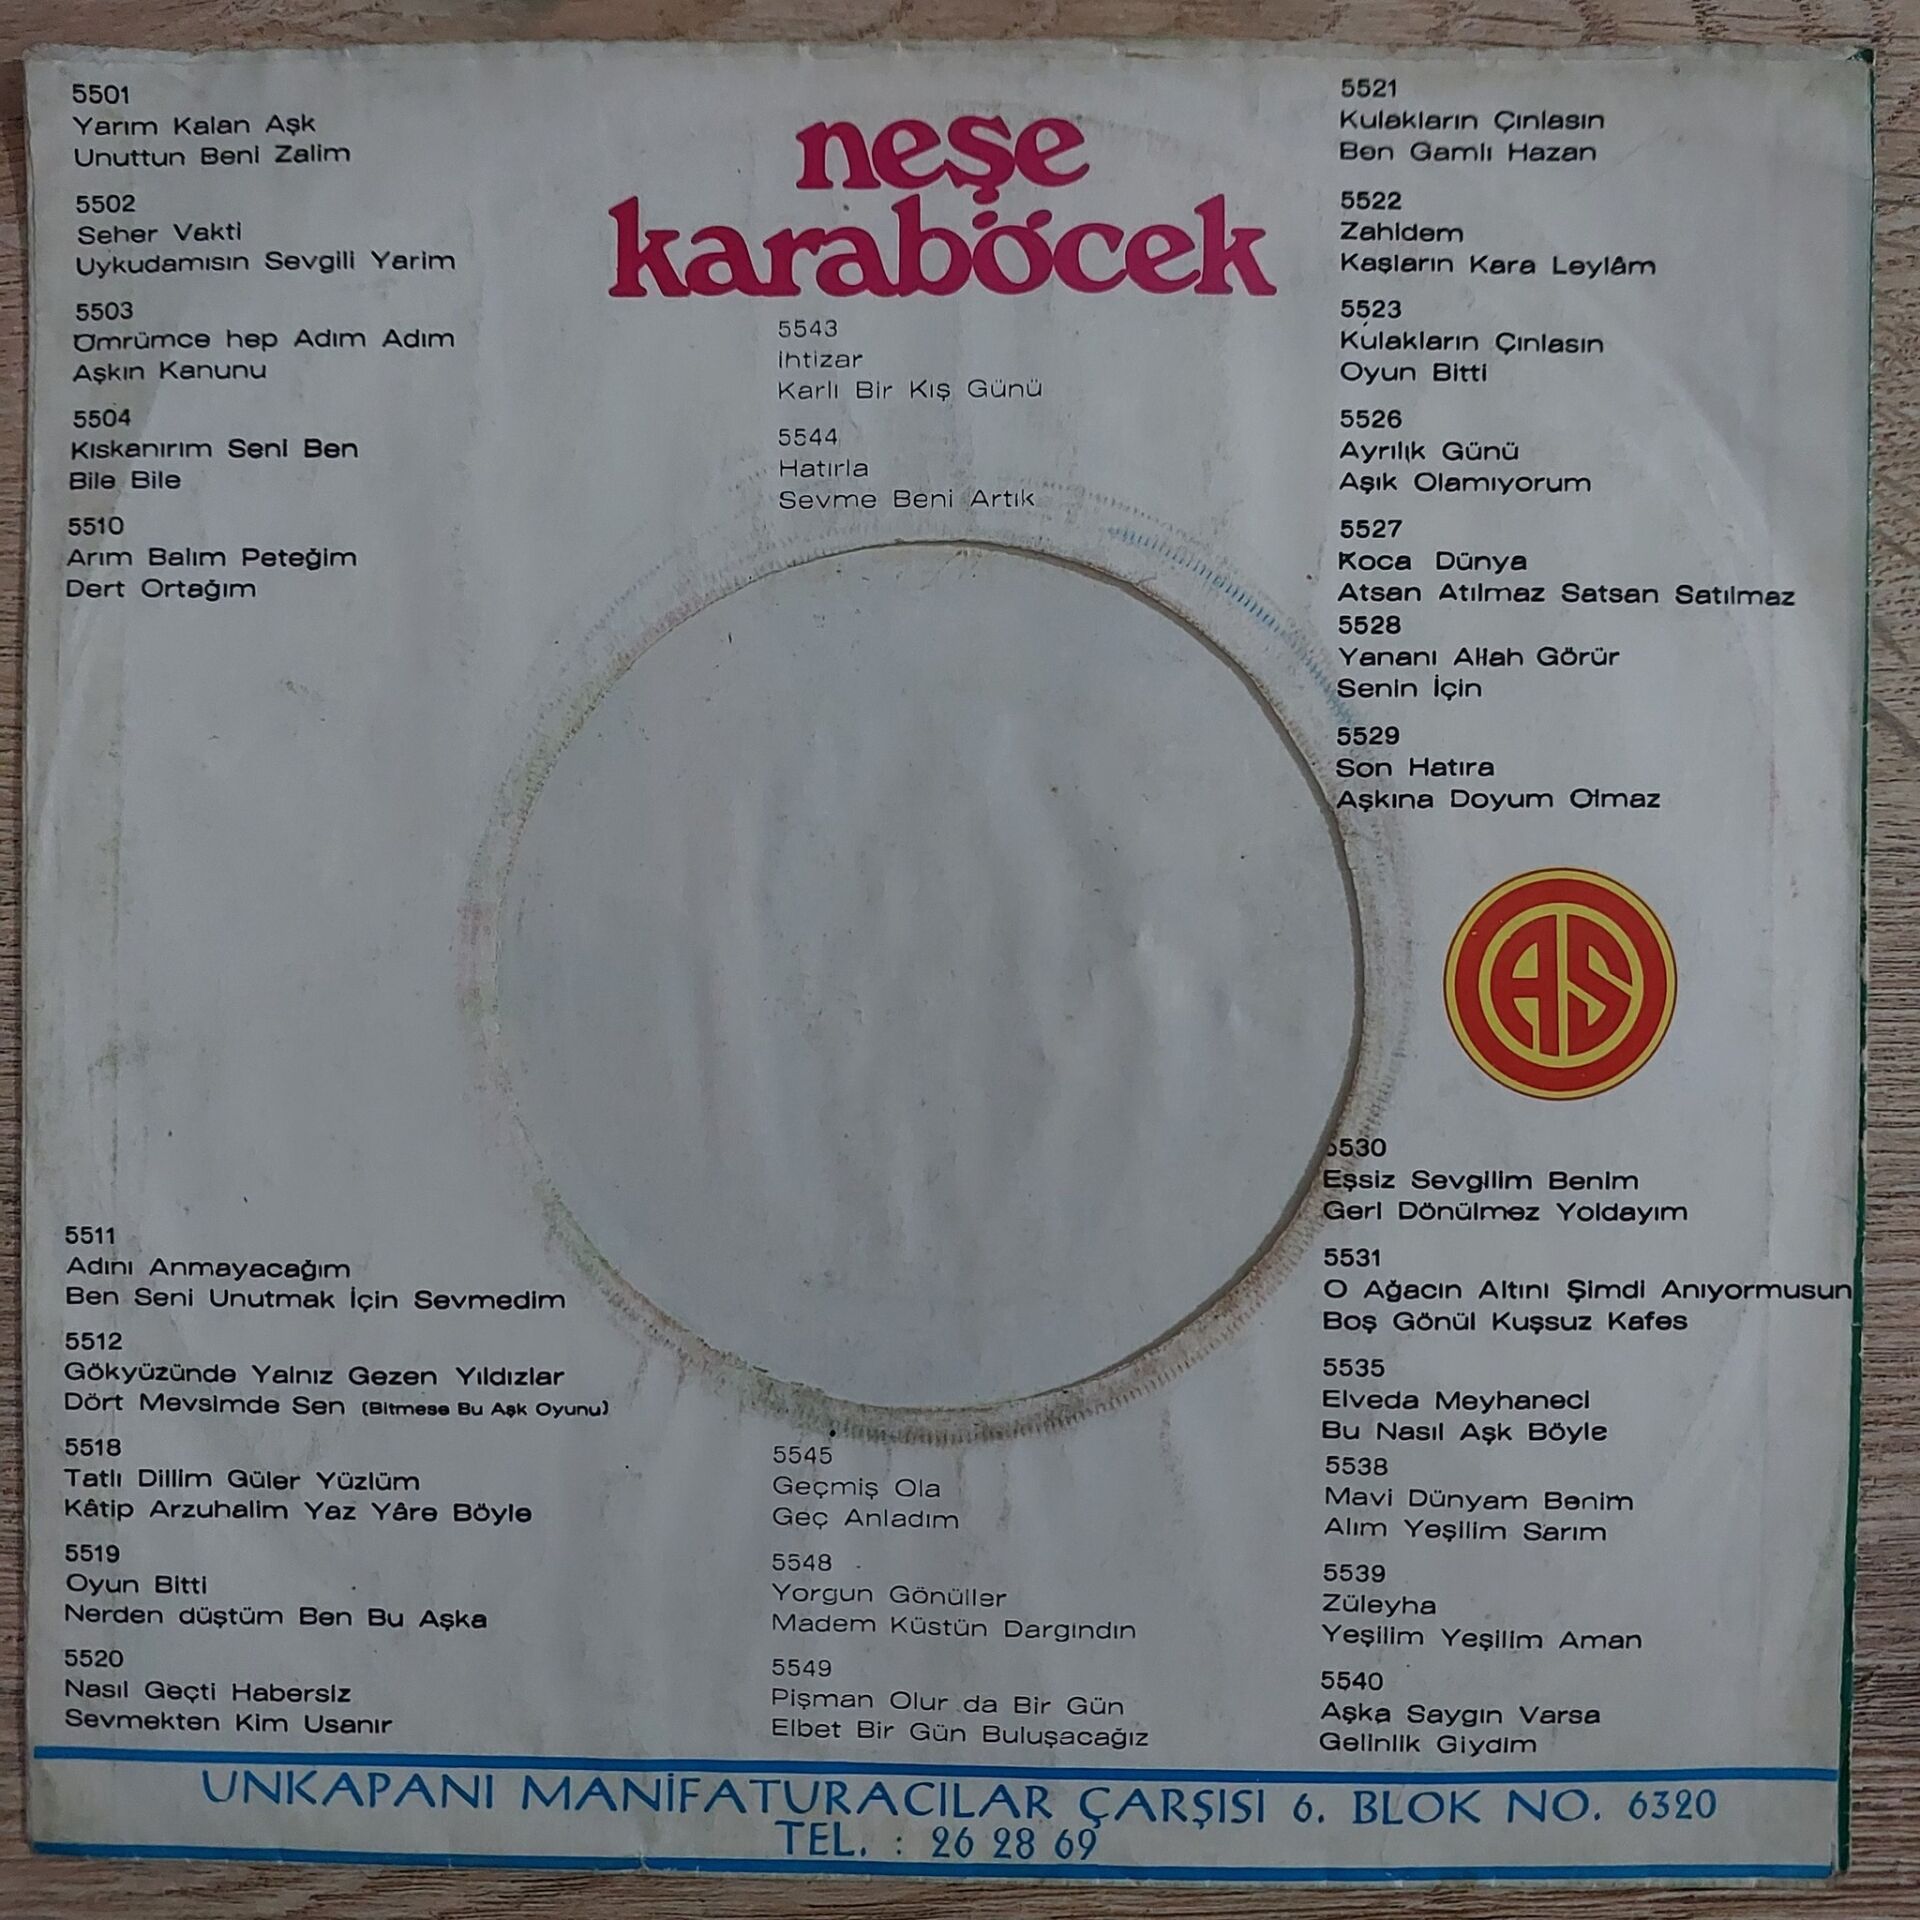 neşe
karaböcek
5501
Yarım Kalan Aşk
Unuttun Beni Zalim
5502
Seher Vakti
Uykudamısın Sevgili Yarim
5503
Ömrümce hep Adım Adım
Aşkın Kanunu
5504
Kıskanırım Seni Ben
Bile Bile
5510
Arım Balım Peteğim
Dert Ortağım
5511
Adını Anmayacağım
Ben Seni Unutmak İçin Sevmedim
5512
Gökyüzünde Yalnız Gezen Yıldızlar
Dört Mevsimde Sen (Bitmese Bu Aşk Oyunu)
5518
Tatlı Dillim Güler Yüzlüm
Kâtip Arzuhalim Yaz Yâre Böyle
5519
Oyun Bitti
Nerden düştüm Ben Bu Aşka
5520
Nasıl Geçti Habersiz
Sevmekten Kim Usanır
5543
ihtizar
Karlı Bir Kış Günü
5544
Hatırla
Sevme Beni Artık
5545
Geçmiş Ola
Geç Anladım
5548
Yorgun Gönüller
Madem Küstün Dargındın
5549
Pişman Olur da Bir Gün
Elbet Bir Gün Buluşacağız
5521
Kulakların Çınlasın
Ben Gamlı Hazan
5522
Zahidem
Kaşların Kara Leylâm
5523
Kulakların Çınlasın
Oyun Bitti
5526
Ayrılık Günü
Aşık Olamıyorum
5527
Koca Dünya
Atsan Atılmaz Satsan Satılmaz
5528
Yananı Allah Görür
Senin İçin
5529
Son Hatıra
Aşkına Doyum Olmaz
AS
5530
Eşsiz Sevgilim Benim
Geri Dönülmez Yoldayım
5531
O Ağacın Altını Şimdi Anıyormusun
Boş Gönül Kuşsuz Kafes
5535
Elveda Meyhaneci
Bu Nasıl Aşk Böyle
5538
Mavi Dünyam Benim
Alım Yeşilim Sarım
5539
Züleyha
Yeşilim Yeşilim Aman
5540
Aşka Saygın Varsa
Gelinlik Giydim
UNKAPANI MANİFATURACILAR ÇARŞISI 6. BLOK NO. 6320
TEL. : 26 28 69